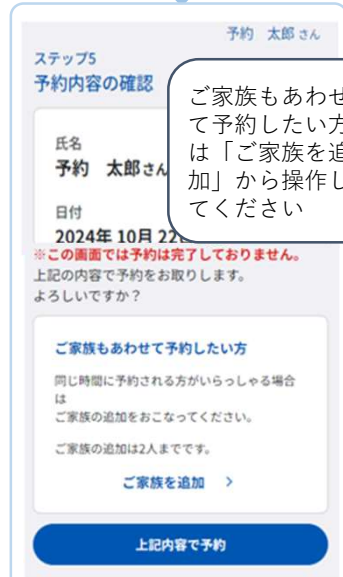 予約 太郎さん
ステップ5
予約内容の確認
氏名
予約 太郎さん
日付
2024年 10月 22
ご家族もあわせ
て予約したい方
は「ご家族を追
加」から操作し
てください
※この画面では予約は完了しておりません。
上記の内容で予約をお取りします。
よろしいですか？
ご家族もあわせて予約したい方
同じ時間に予約される方がいらっしゃる場合
は
ご家族の追加をおこなってください。
ご家族の追加は2人までです。
ご家族を追加 >
上記内容で予約